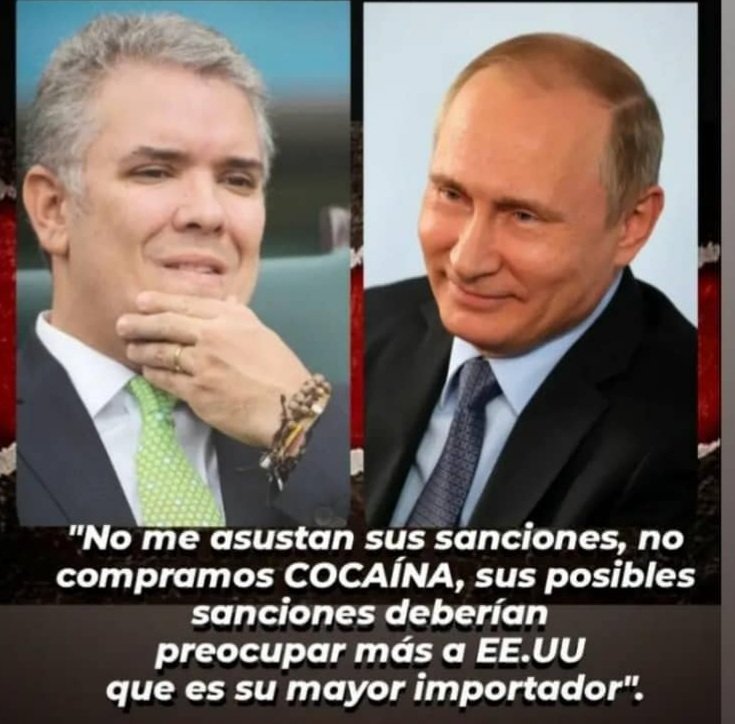 "No me asustan sus sanciones, no
compramos COCAÍNA, sus posibles
sanciones deberían
preocupar más a EE.UU
que es su mayor importador".